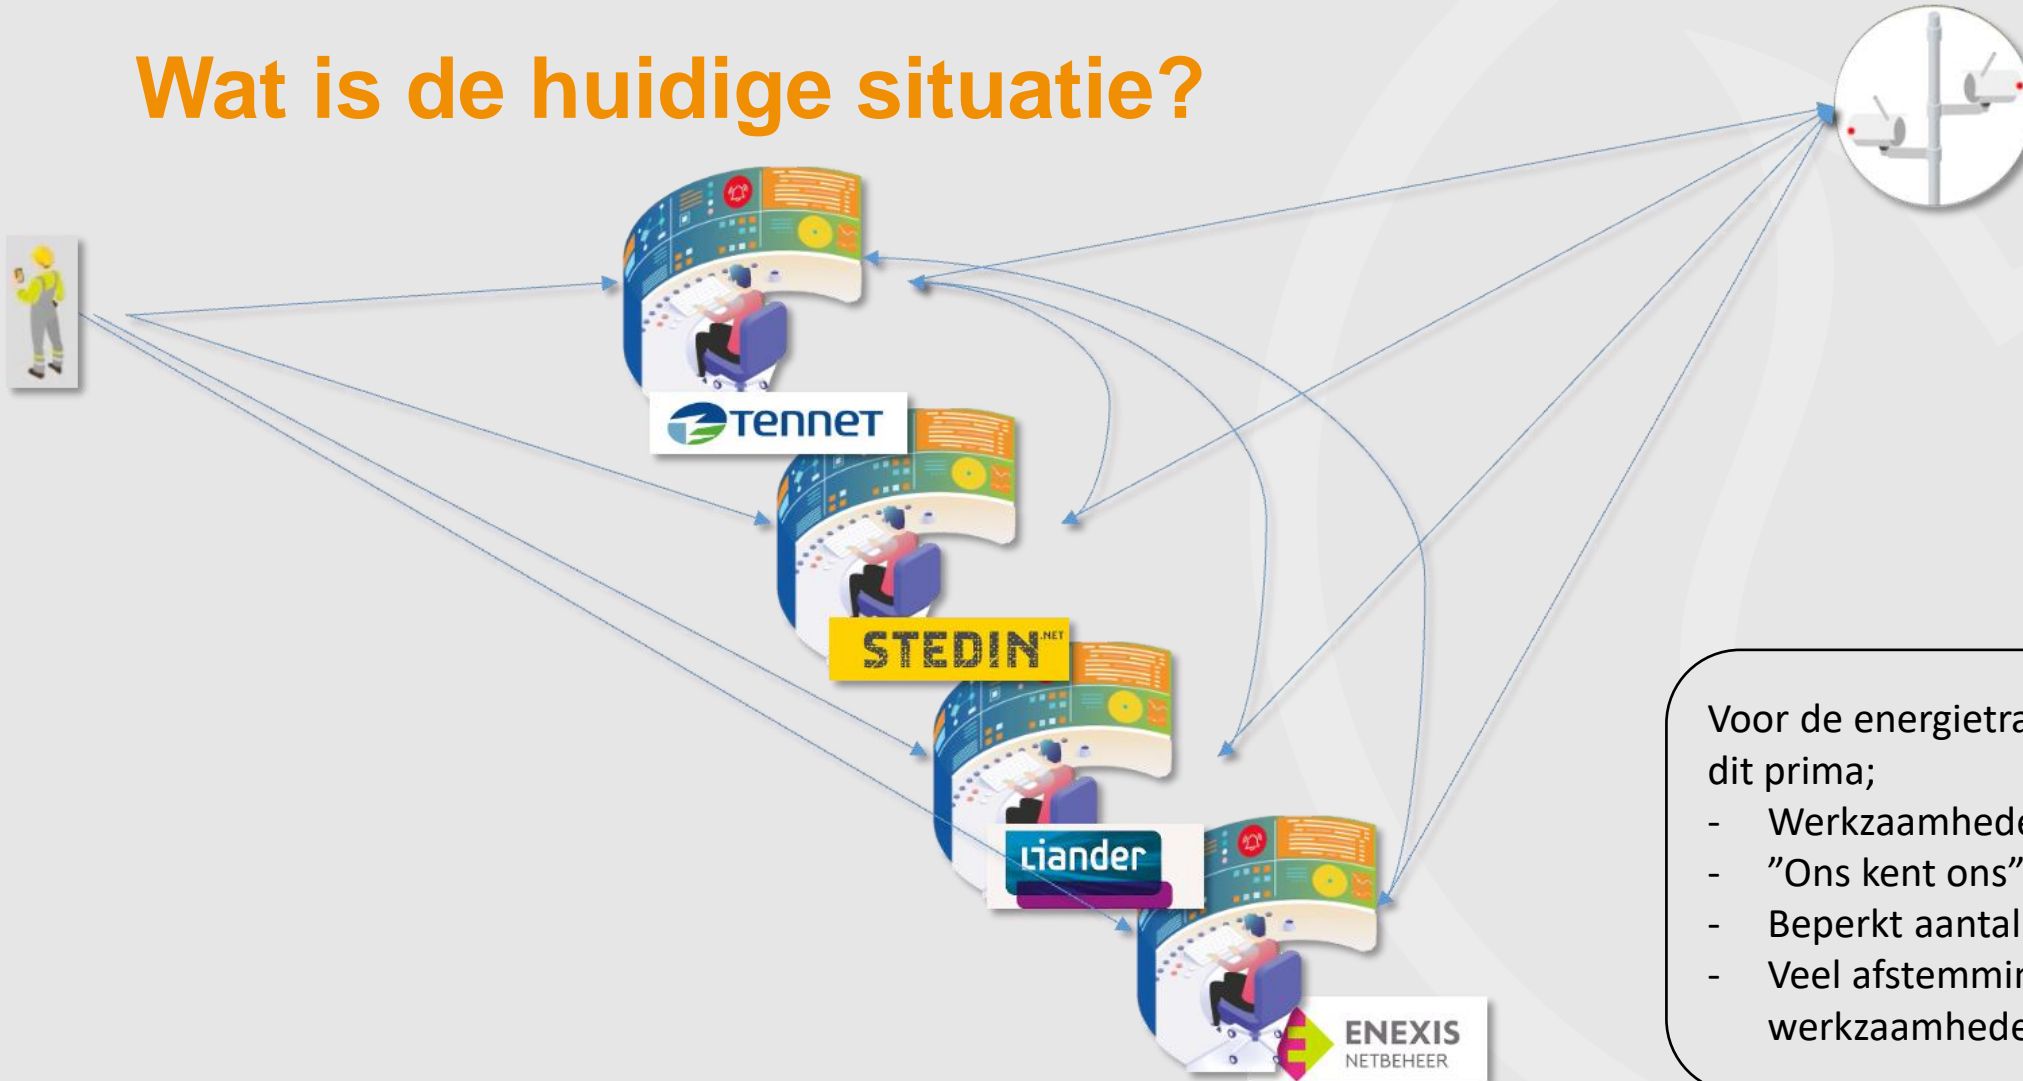 Wat is de huidige situatie?
TenneT
STEDIN.NET
Liander
ENEXIS
NETBEHEER
Voor de energietra
dit prima;
- Werkzaamhede
- ”Ons kent ons”
- Beperkt aantal
- Veel afstemmin
werkzaamhede